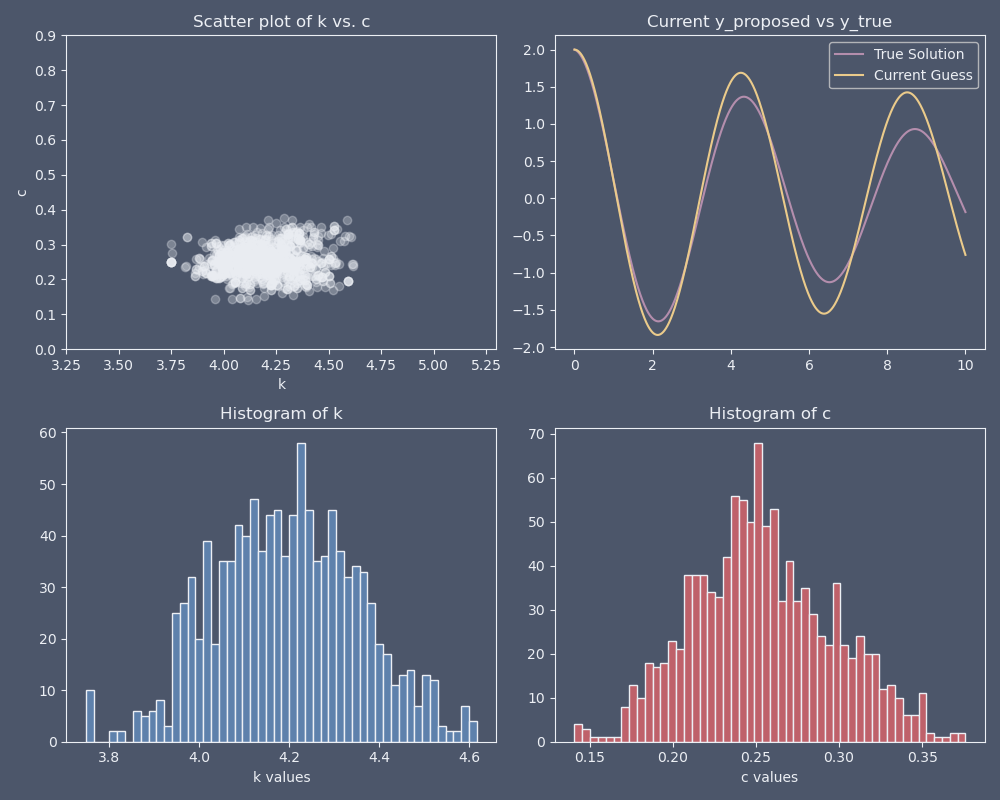 Scatter plot of k vs. c
0.9
0.8
0.7
0.6
0.5
0.4
0.3
0.2
0.1
0.0
c
3.25 3.50 3.75 4.00 4.25 4.50 4.75 5.00 5.25
k
Current y_proposed vs y_true
True Solution
Current Guess
2.0
1.5
1.0
0.5
0.0
−0.5
−1.0
−1.5
−2.0
0 2 4 6 8 10
Histogram of k
60
50
40
30
20
10
0
3.8 4.0 4.2 4.4 4.6
k values
Histogram of c
70
60
50
40
30
20
10
0
0.15 0.20 0.25 0.30 0.35
c values